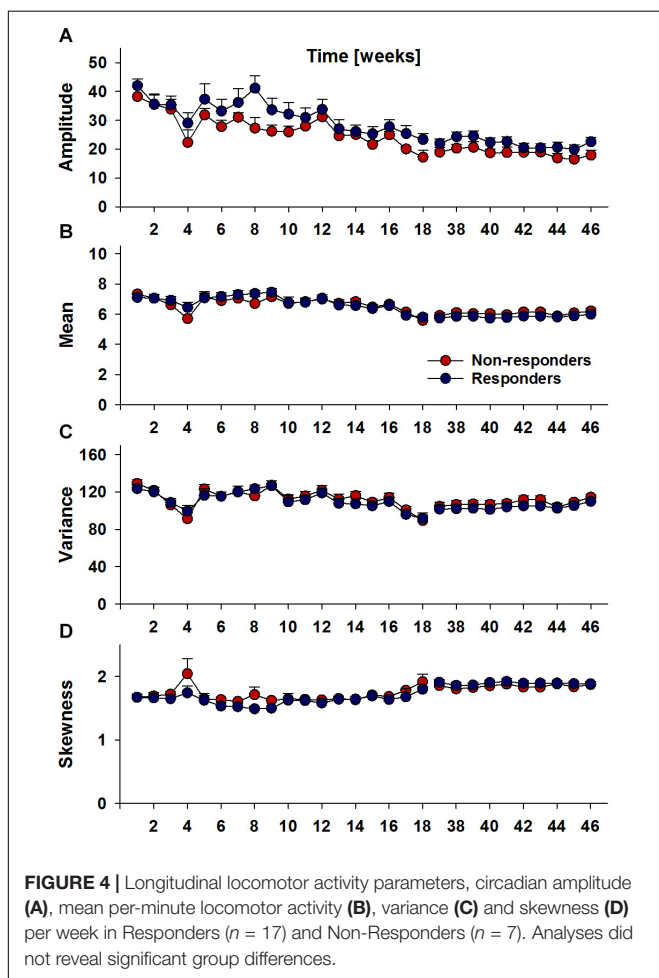 A
Time [weeks]
50
40
30
20
10
0
Amplitude
2 4 6 8 10 12 14 16 18 38 40 42 44 46
B
10
8
6
4
2
0
Mean
Non-responders
Responders
2 4 6 8 10 12 14 16 18 38 40 42 44 46
C
160
120
80
40
0
Variance
2 4 6 8 10 12 14 16 18 38 40 42 44 46
D
2
1
0
Skewness
2 4 6 8 10 12 14 16 18 38 40 42 44 46
FIGURE 4 | Longitudinal locomotor activity parameters, circadian amplitude
(A), mean per-minute locomotor activity (B), variance (C) and skewness (D)
per week in Responders (n = 17) and Non-Responders (n = 7). Analyses did
not reveal significant group differences.